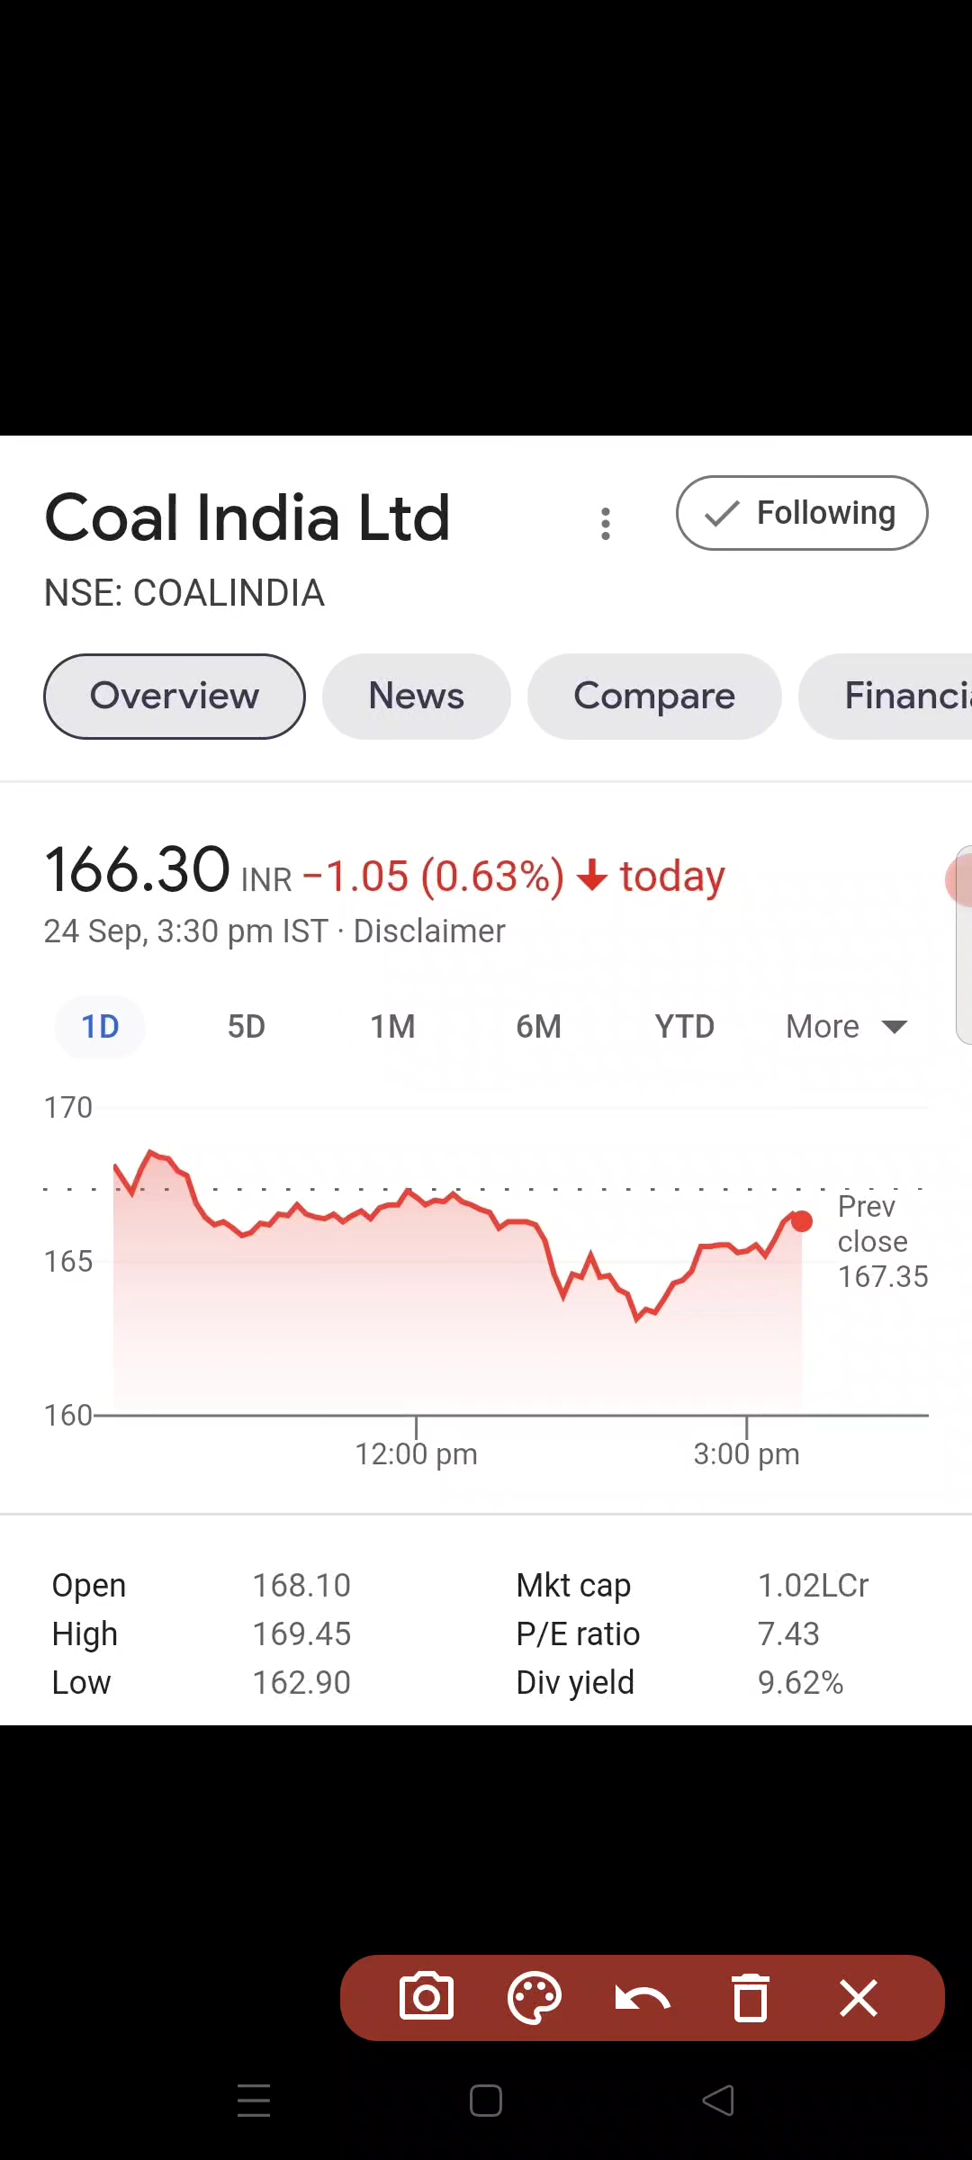 Coal India Ltd
Following
NSE: COALINDIA
Overview
News
Compare
Financi
166.30 INR −1.05 (0.63%) today
24 Sep, 3:30 pm IST · Disclaimer
1D 5D 1M 6M YTD More
170
165
160
Prev
close
167.35
12:00 pm 3:00 pm
Open 168.10 Mkt cap 1.02LCr
High 169.45 P/E ratio 7.43
Low 162.90 Div yield 9.62%